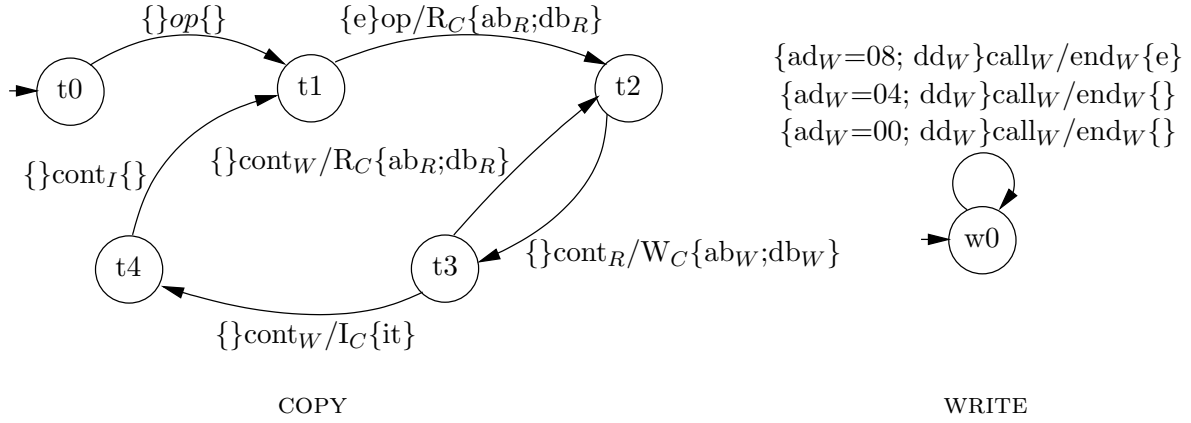 {}op{}
{e}op/R_C{ab_R;db_R}
t0
t1
t2
{ad_W=08; dd_W}call_W/end_W{e}
{ad_W=04; dd_W}call_W/end_W{}
{ad_W=00; dd_W}call_W/end_W{}
{}cont_I{}
{}cont_W/R_C{ab_R;db_R}
t4
t3
{}cont_R/W_C{ab_W;db_W}
w0
{}cont_W/I_C{it}
COPY
WRITE